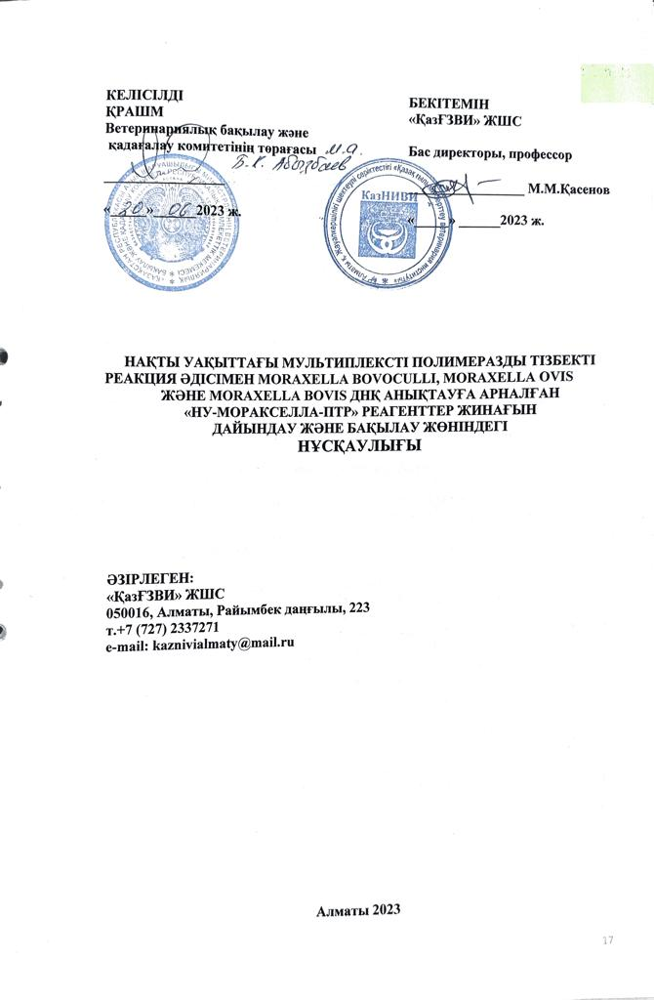 КЕЛІСІЛДІ
ҚРАШМ
Ветеринариялық бақылау және
қадағалау комитетінің төрағасы м.а.
Б.К.
«20» 06 2023 ж.
БЕКІТЕМІН
«ҚазҒЗВИ» ЖШС
Бас директоры, профессор
М.М.Қасенов
« » 2023 ж.
КазНИВИ
НАҚТЫ УАҚЫТТАҒЫ МУЛЬТИПЛЕКСТІ ПОЛИМЕРАЗДЫ ТІЗБЕКТІ
РЕАКЦИЯ ӘДІСІМЕН MORAXELLA BOVOCULLI, MORAXELLA OVIS
ЖӘНЕ MORAXELLA BOVIS ДНҚ АНЫҚТАУҒА АРНАЛҒАН
«НУ-МОРАКСЕЛЛА-ПТР» РЕАГЕНТТЕР ЖИНАҒЫН
ДАЙЫНДАУ ЖӘНЕ БАҚЫЛАУ ЖӨНІНДЕГІ
НҰСҚАУЛЫҒЫ
ӘЗІРЛЕГЕН:
«ҚазҒЗВИ» ЖШС
050016, Алматы, Райымбек даңғылы, 223
т.+7 (727) 2337271
e-mail: kaznivialmaty@mail.ru
Алматы 2023
17